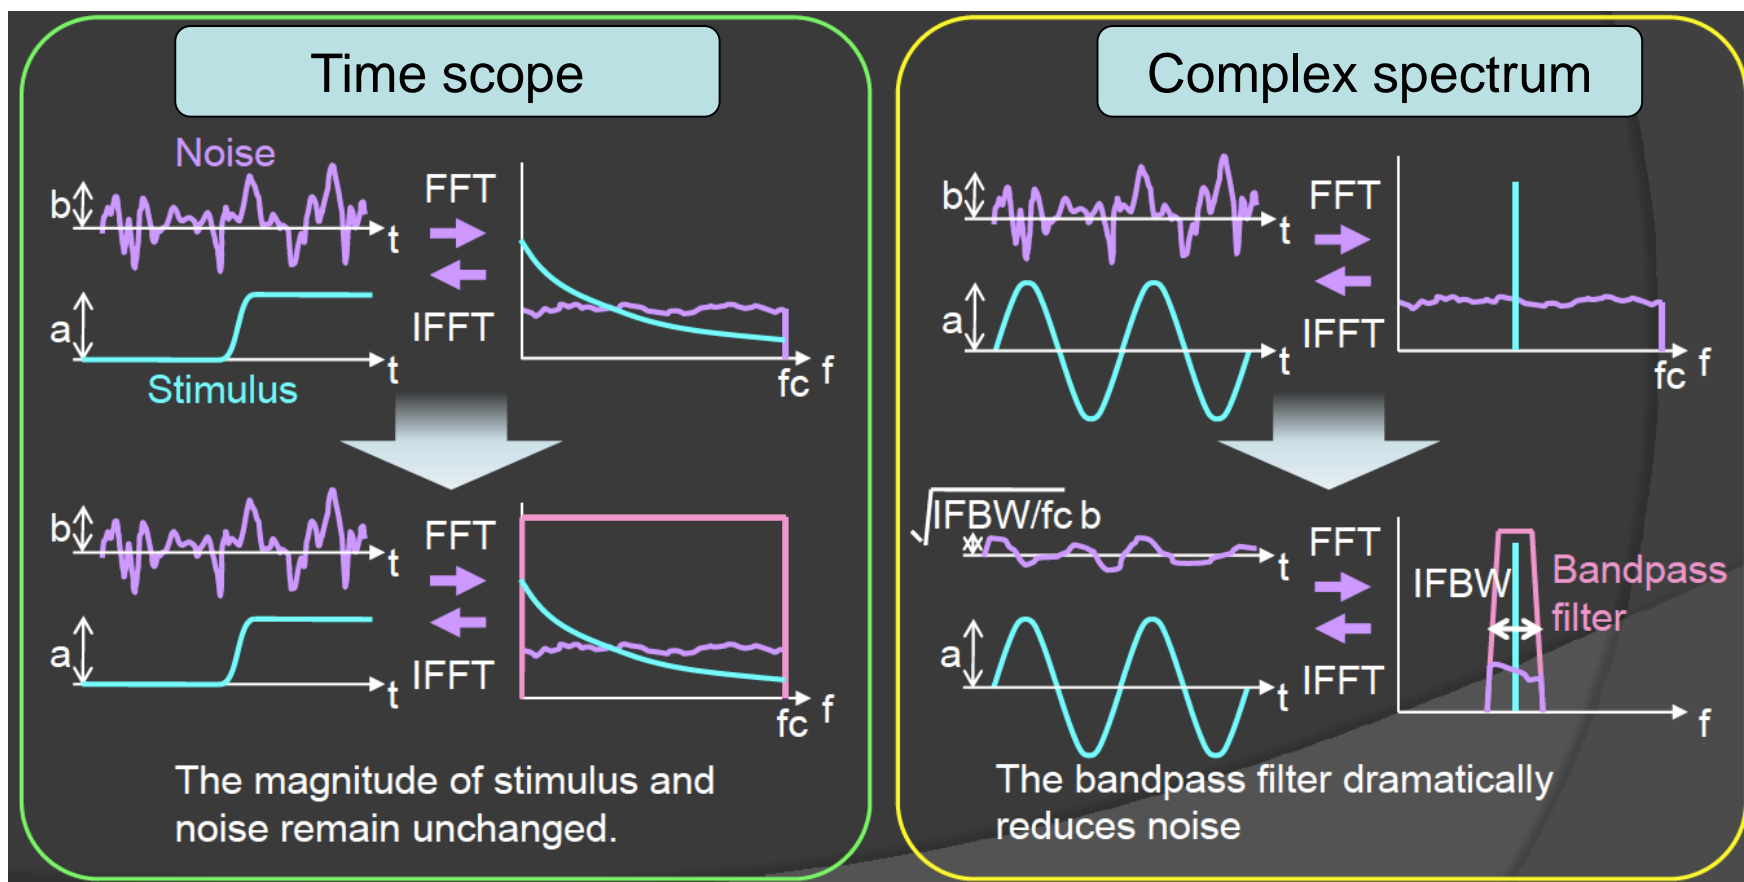 Time scope
Noise
b
t
FFT
a
t
IFFT
fc f
Stimulus
b
t
FFT
a
t
IFFT
fc f
The magnitude of stimulus and
noise remain unchanged.
Complex spectrum
b
t
FFT
a
t
IFFT
fc f
√IFBW/fc b
t
FFT
IFBW
Bandpass
filter
a
t
IFFT
f
The bandpass filter dramatically
reduces noise